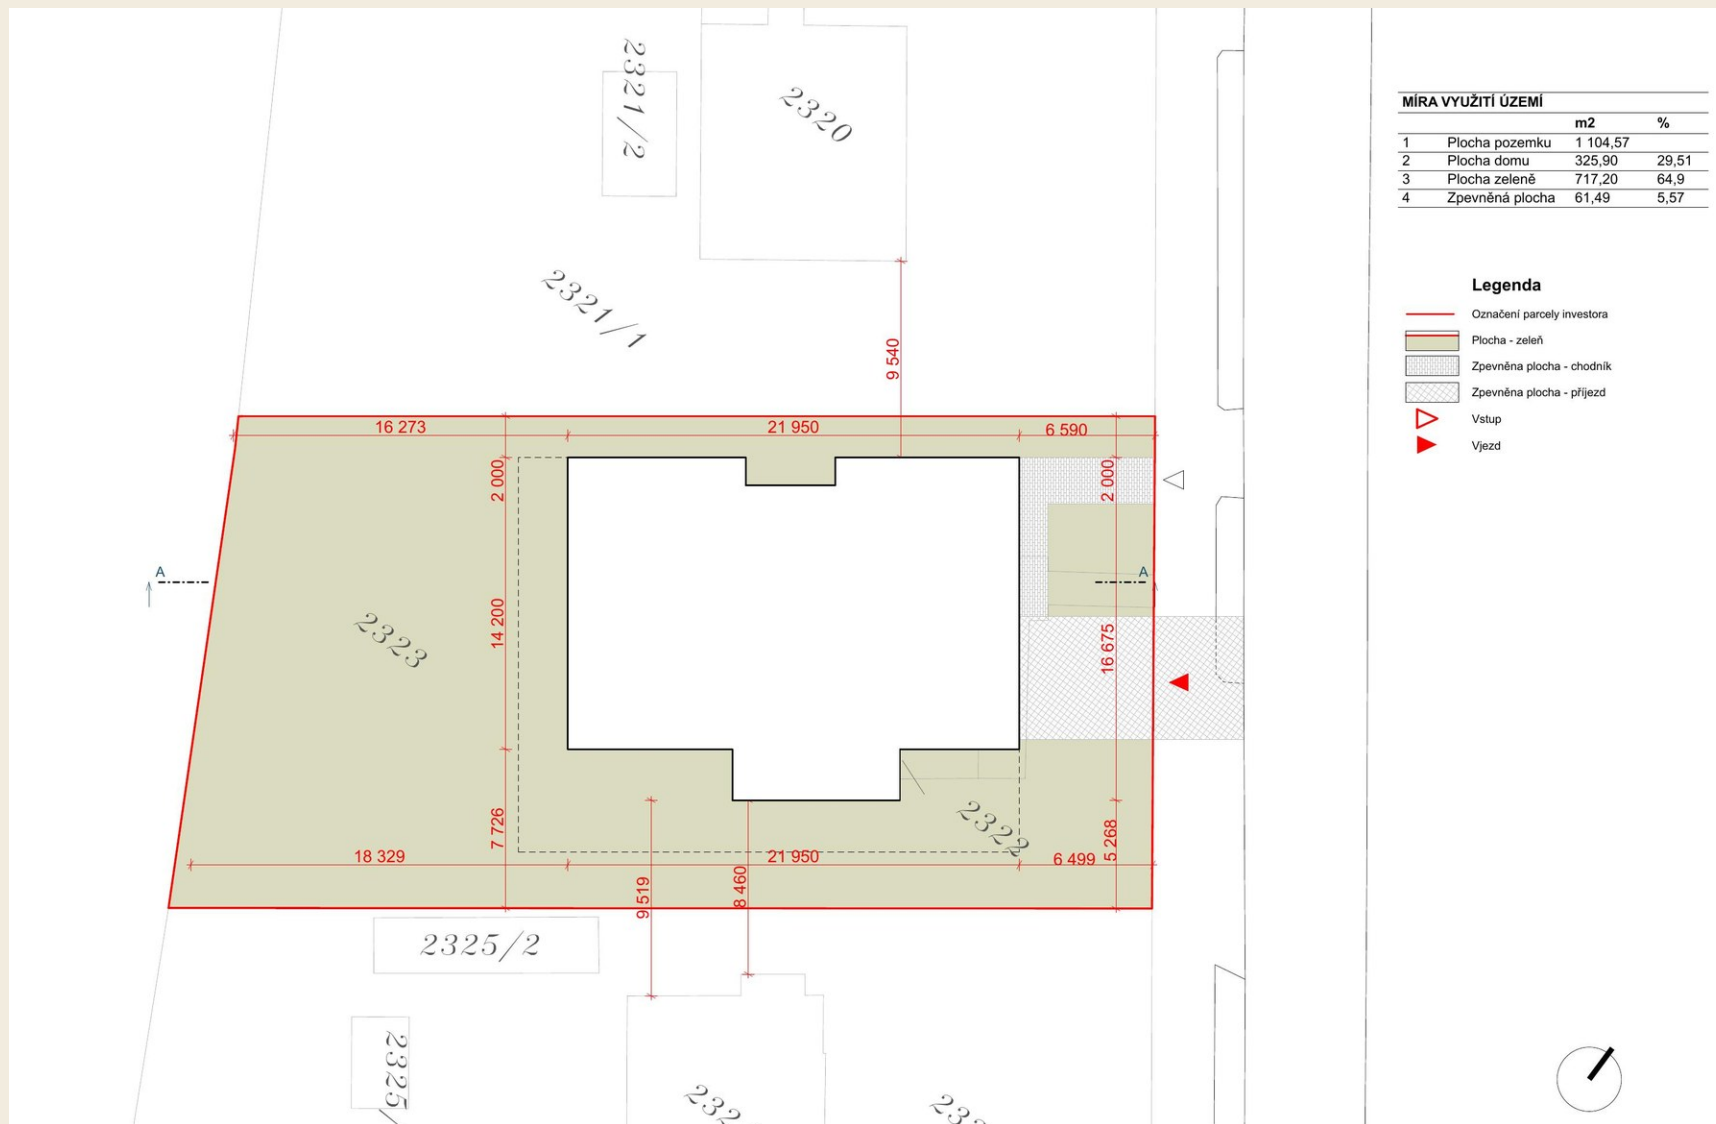 2321/2
2320
2321/1
9 540
16 273
21 950
6 590
2 000
2 000
A
A
2323
14 200
16 675
7 726
2322
5 268
18 329
21 950
6 499
9 519
8 460
2325/2
MÍRA VYUŽITÍ ÚZEMÍ
m2 %
1 Plocha pozemku 1 104,57
2 Plocha domu 325,90 29,51
3 Plocha zeleně 717,20 64,9
4 Zpevněná plocha 61,49 5,57
Legenda
Označení parcely investora
Plocha - zeleň
Zpevněna plocha - chodník
Zpevněna plocha - příjezd
Vstup
Vjezd
2325/